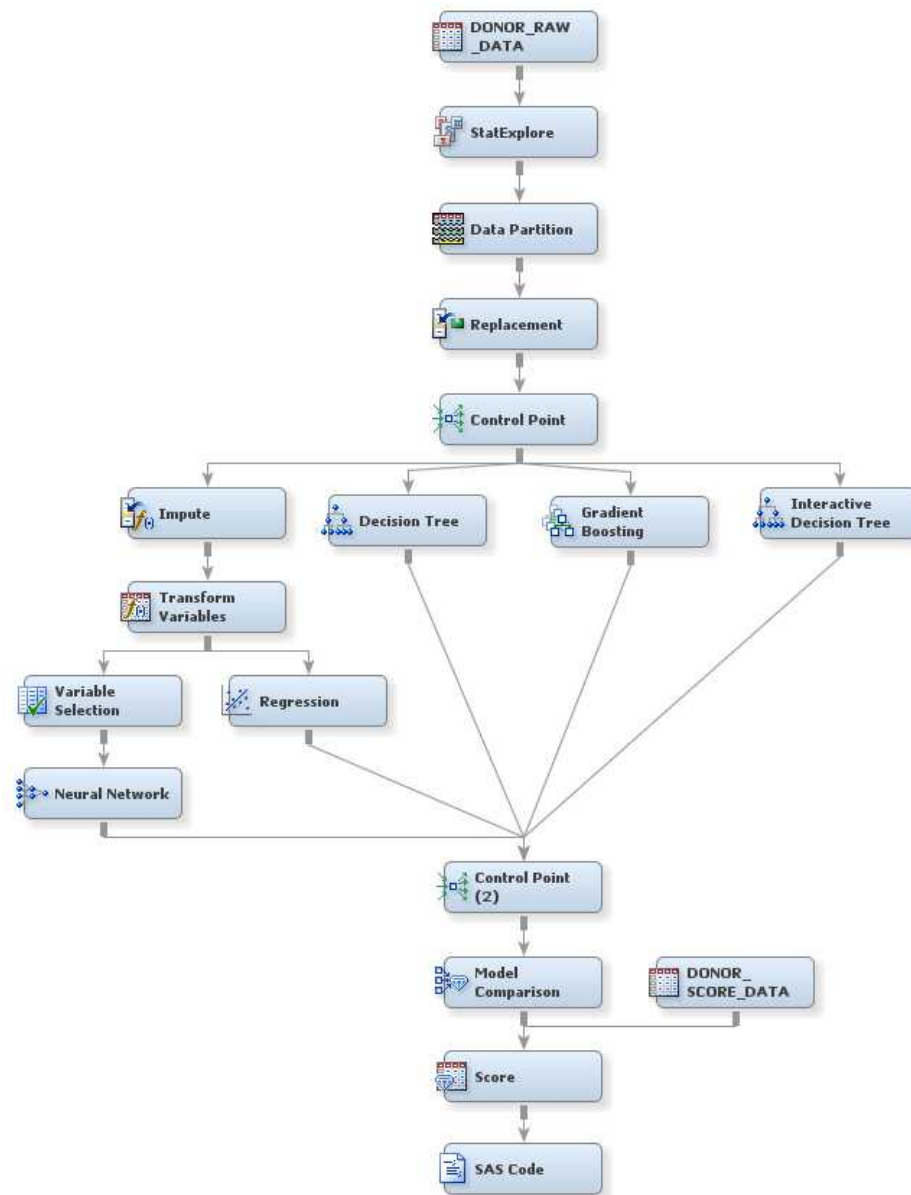 DONOR_RAW
_DATA
StatExplore
Data Partition
Replacement
Control Point
Impute
Decision Tree
Gradient
Boosting
Interactive
Decision Tree
Transform
Variables
Variable
Selection
Regression
Neural Network
Control Point
(2)
Model
Comparison
DONOR_
SCORE_DATA
Score
SAS Code